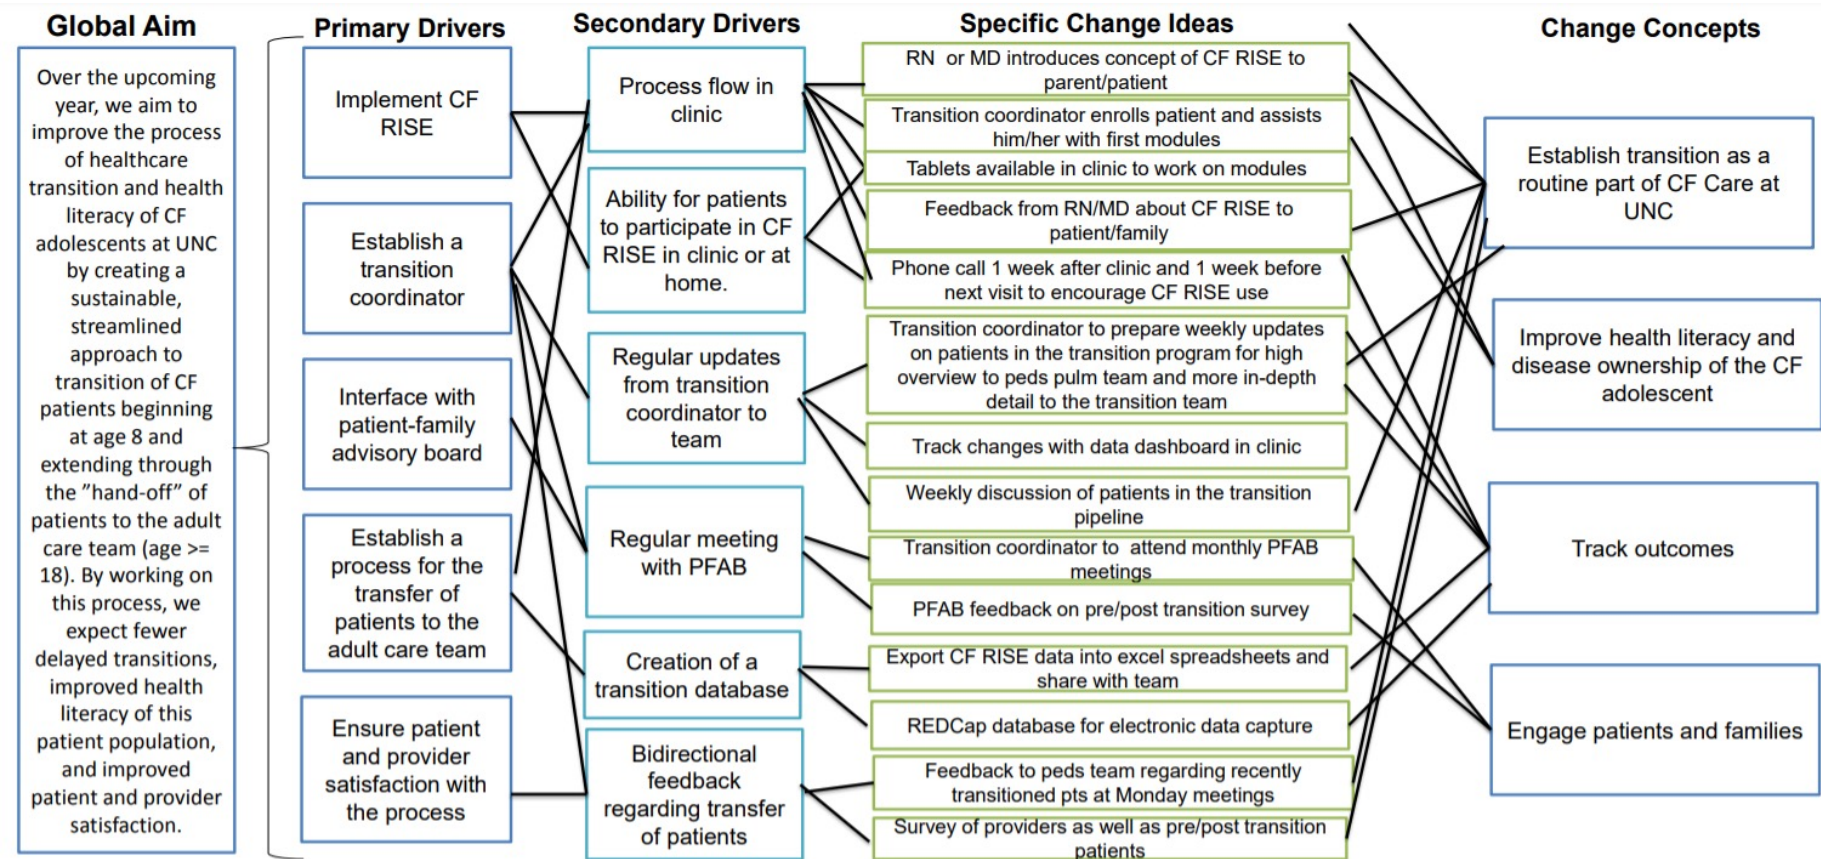 Global Aim
Over the upcoming
year, we aim to
improve the process
of healthcare
transition and health
literacy of CF
adolescents at UNC
by creating a
sustainable,
streamlined
approach to
transition of CF
patients beginning
at age 8 and
extending through
the ”hand-off” of
patients to the adult
care team (age >=
18). By working on
this process, we
expect fewer
delayed transitions,
improved health
literacy of this
patient population,
and improved
patient and provider
satisfaction.
Primary Drivers
Implement CF
RISE
Establish a
transition
coordinator
Interface with
patient-family
advisory board
Establish a
process for the
transfer of
patients to the
adult care team
Ensure patient
and provider
satisfaction with
the process
Secondary Drivers
Process flow in
clinic
Ability for patients
to participate in CF
RISE in clinic or at
home.
Regular updates
from transition
coordinator to
team
Regular meeting
with PFAB
Creation of a
transition database
Bidirectional
feedback
regarding transfer
of patients
Specific Change Ideas
RN or MD introduces concept of CF RISE to
parent/patient
Transition coordinator enrolls patient and assists
him/her with first modules
Tablets available in clinic to work on modules
Feedback from RN/MD about CF RISE to
patient/family
Phone call 1 week after clinic and 1 week before
next visit to encourage CF RISE use
Transition coordinator to prepare weekly updates
on patients in the transition program for high
overview to peds pulm team and more in-depth
detail to the transition team
Track changes with data dashboard in clinic
Weekly discussion of patients in the transition
pipeline
Transition coordinator to attend monthly PFAB
meetings
PFAB feedback on pre/post transition survey
Export CF RISE data into excel spreadsheets and
share with team
REDCap database for electronic data capture
Feedback to peds team regarding recently
transitioned pts at Monday meetings
Survey of providers as well as pre/post transition
patients
Change Concepts
Establish transition as a
routine part of CF Care at
UNC
Improve health literacy and
disease ownership of the CF
adolescent
Track outcomes
Engage patients and families